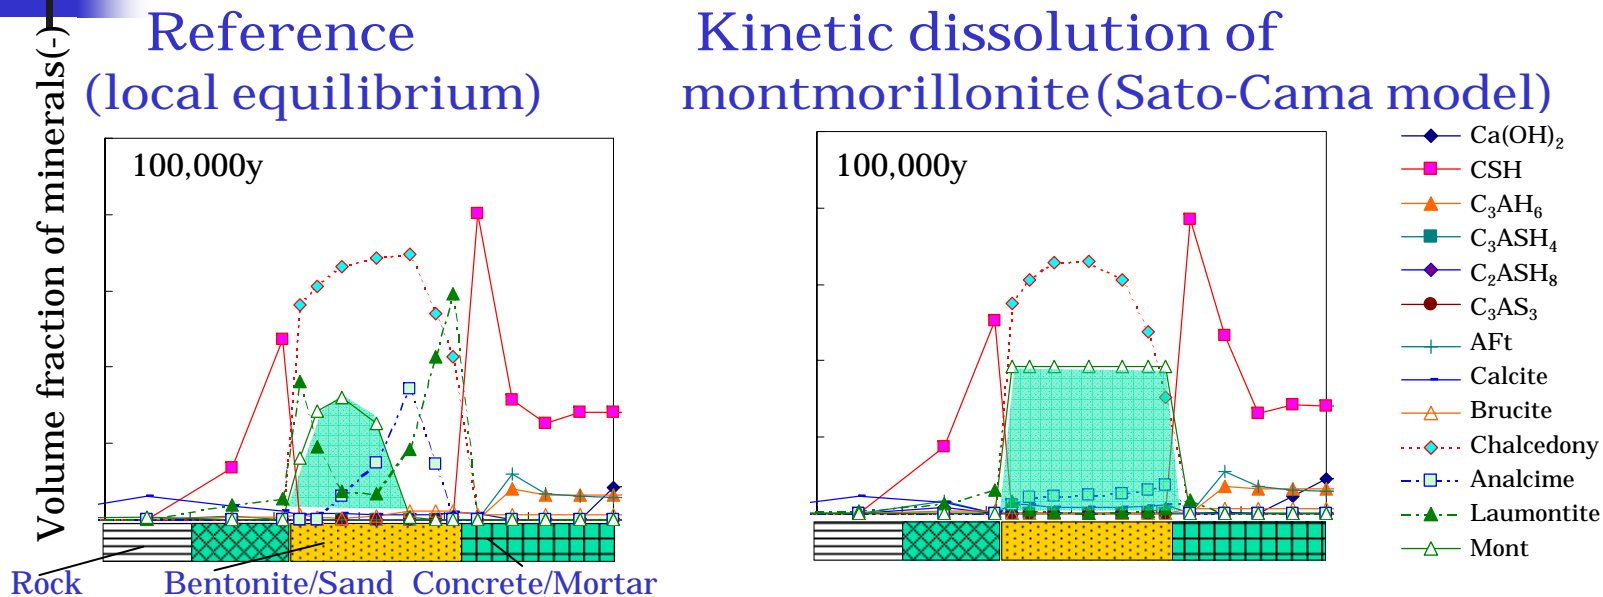 Reference
(local equilibrium)
Kinetic dissolution of
montmorillonite (Sato-Cama model)
Volume fraction of minerals(-)
100,000y
100,000y
Ca(OH)₂
CSH
C₃AH₆
C₃ASH₄
C₂ASH₈
C₃AS₃
AFt
Calcite
Brucite
Chalcedony
Analcime
Laumontite
Mont
Rock
Bentonite/Sand
Concrete/Mortar